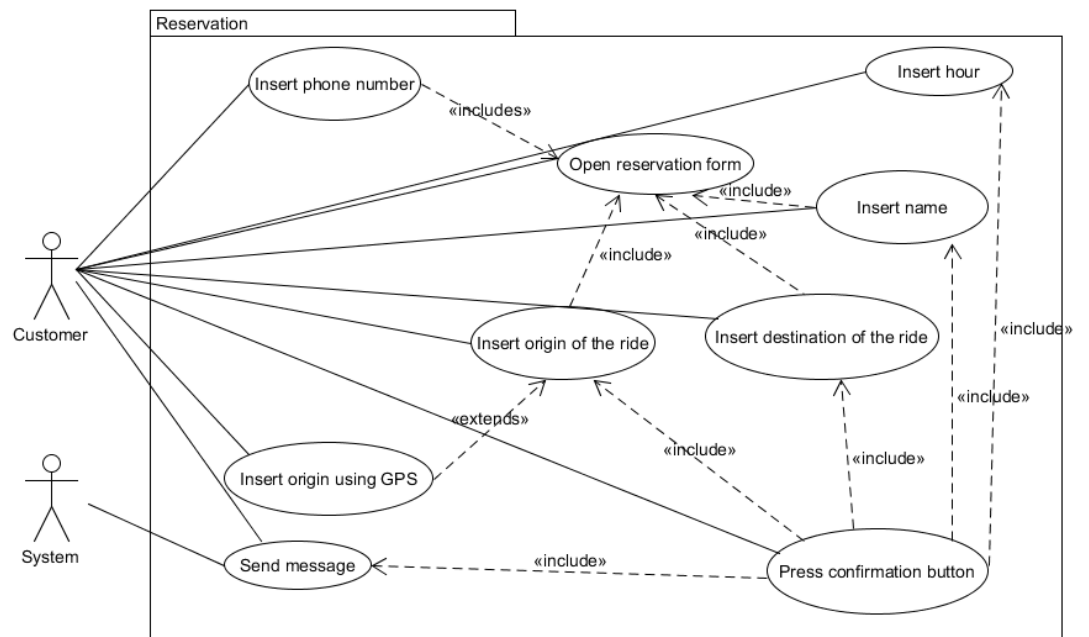 Reservation
Insert phone number
Insert hour
«includes»
Open reservation form
«include»
Insert name
«include»
«include»
Customer
Insert origin of the ride
Insert destination of the ride
«include»
«extends»
«include»
«include»
«include»
Insert origin using GPS
System
Send message
«include»
Press confirmation button